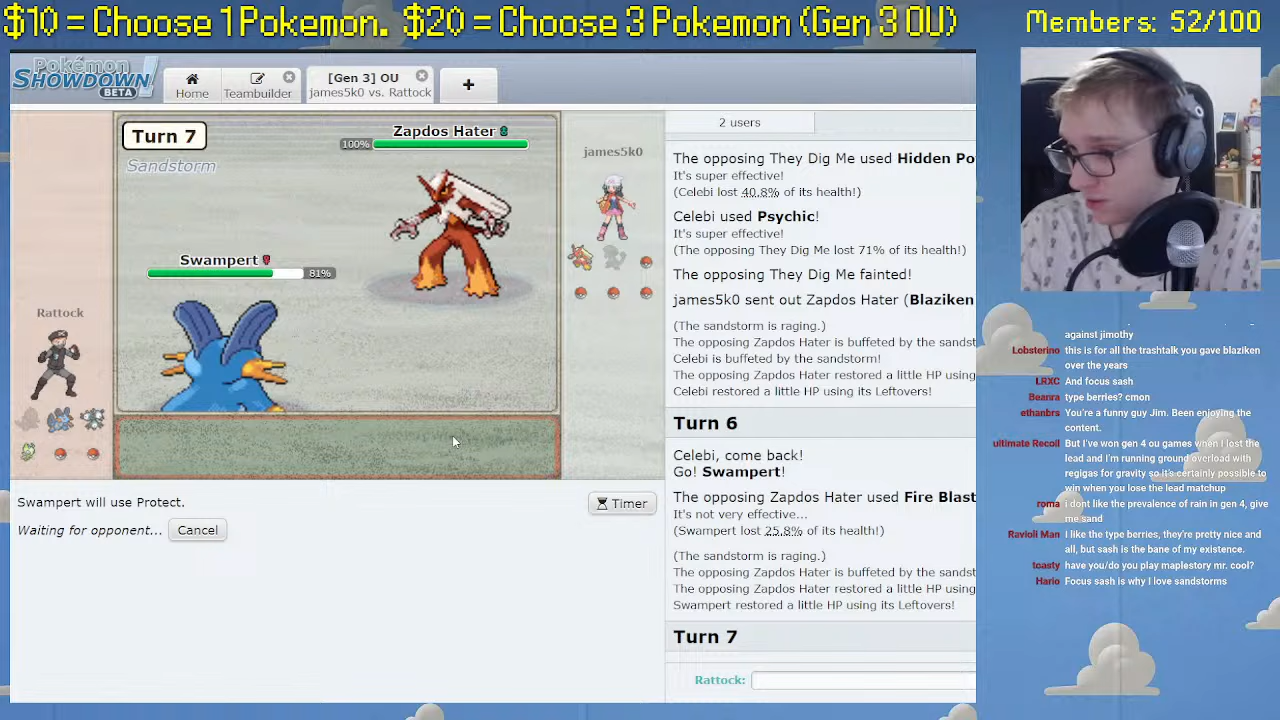 $10 = Choose 1 Pokemon. $20 = Choose 3 Pokemon (Gen 3 OU)
Members: 52/100
Pokémon
SHOWDOWN!
BETA
Home
Teambuilder
[Gen 3] OU
james5k0 vs. Rattock
+
Turn 7
Sandstorm
Zapdos Hater
100%
Swampert
81%
james5k0
Rattock
Swampert will use Protect.
Waiting for opponent...
Cancel
Timer
2 users
The opposing They Dig Me used Hidden Po
It's super effective!
(Celebi lost 40.8% of its health!)
Celebi used Psychic!
It's super effective!
(The opposing They Dig Me lost 71% of its health!)
The opposing They Dig Me fainted!
james5k0 sent out Zapdos Hater (Blaziken
(The sandstorm is raging.)
The opposing Zapdos Hater is buffeted by the sands
Celebi is buffeted by the sandstorm!
The opposing Zapdos Hater restored a little HP using
Celebi restored a little HP using its Leftovers!
Turn 6
Celebi, come back!
Go! Swampert!
The opposing Zapdos Hater used Fire Blast
It's not very effective...
(Swampert lost 25.8% of its health!)
(The sandstorm is raging.)
The opposing Zapdos Hater is buffeted by the sands
The opposing Zapdos Hater restored a little HP using
Swampert restored a little HP using its Leftovers!
Turn 7
Rattock:
against jimothy
Lobsterino this is for all the trashtalk you gave blaziken
over the years
LRXC And focus sash
Beanra type berries? cmon
ethanbrs You're a funny guy Jim. Been enjoying the
content.
ultimate Recoil But I've won gen 4 ou games when I lost the
lead and I'm running ground overload with
regigas for gravity so it's certainly possible to
win when you lose the lead matchup
roma i dont like the prevalence of rain in gen 4, give
me sand
Ravioli Man I like the type berries, they're pretty nice and
all, but sash is the bane of my existence.
toasty have you/do you play maplestory mr. cool?
Hario Focus sash is why I love sandstorms